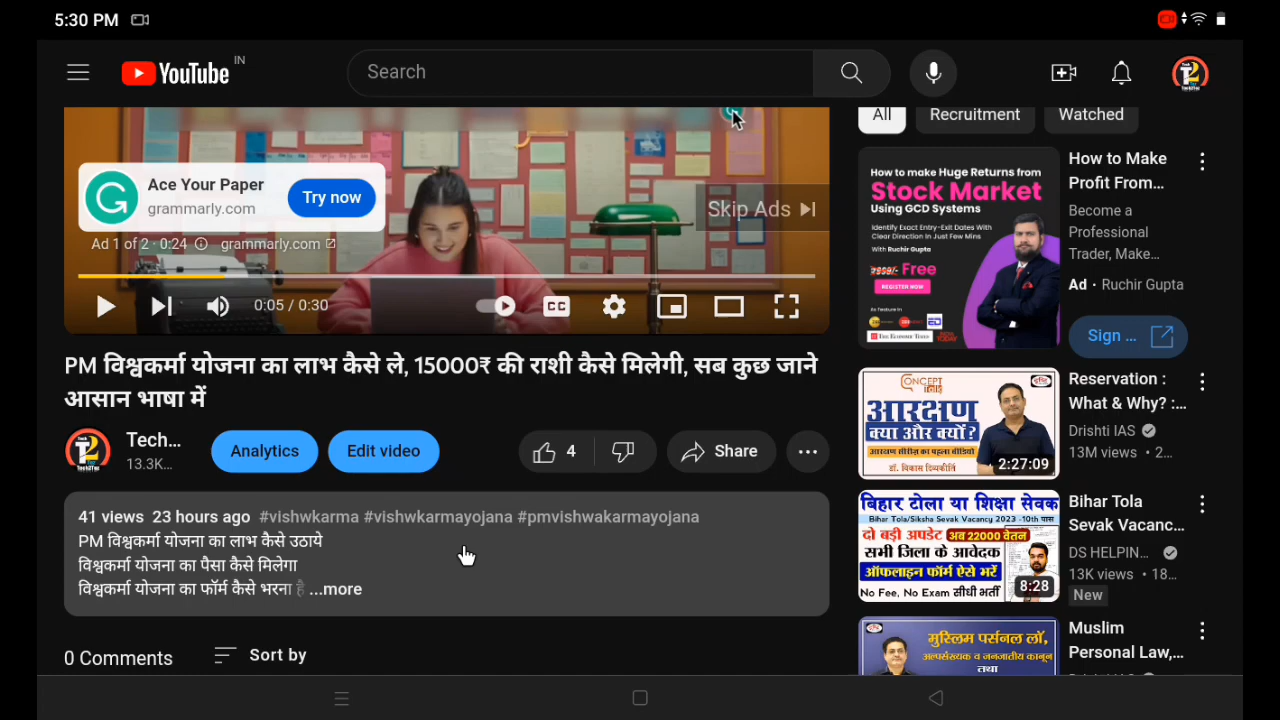 5:30 PM
YouTube IN
Search
All
Recruitment
Watched
Ace Your Paper
grammarly.com
Try now
Skip Ads
Ad 1 of 2 · 0:24
grammarly.com
0:05 / 0:30
CC
PM विश्वकर्मा योजना का लाभ कैसे ले, 15000₹ की राशी कैसे मिलेगी, सब कुछ जाने
आसान भाषा में
Tech...
13.3K...
Analytics
Edit video
4
Share
41 views 23 hours ago #vishwkarma #vishwkarmayojana #pmvishwakarmayojana
PM विश्वकर्मा योजना का लाभ कैसे उठाये
विश्वकर्मा योजना का पैसा कैसे मिलेगा
विश्वकर्मा योजना का फॉर्म कैसे भरना है ...more
0 Comments
Sort by
How to make Huge Returns from
Stock Market
Using GCD Systems
Identify Exact Entry-Exit Dates With
Clear Direction In Just Few Mins
With Ruchir Gupta
Free
REGISTER NOW
As feature in
How to Make
Profit From...
Become a
Professional
Trader, Make...
Ad · Ruchir Gupta
Sign ...
CONCEPT
आरक्षण
क्या और क्यों?
आरक्षण सीरीज़ का पहला वीडियो
डॉ. विकास दिव्यकीर्ति
2:27:09
Reservation :
What & Why? :...
Drishti IAS
13M views • 2...
बिहार टोला या शिक्षा सेवक
Bihar Tola/Siksha Sevak Vacancy 2023 -10th पास
दो बड़ी अपडेट अब 22000 वेतन
सभी जिला के आवेदक
ऑफलाइन फॉर्म ऐसे भरें
No Fee, No Exam सीधी भर्ती
8:28
Bihar Tola
Sevak Vacanc...
DS HELPIN...
13K views • 18...
New
मुस्लिम पर्सनल लॉ,
अल्पसंख्यक व जनजातीय कानून
तथा
Muslim
Personal Law,...